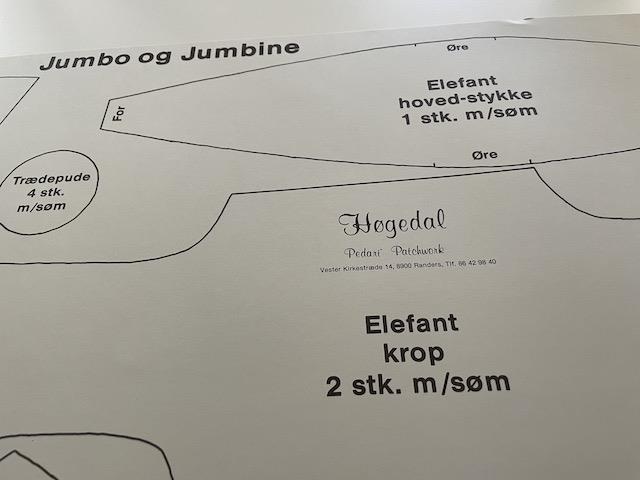 Jumbo og Jumbine
Øre
Elefant
hoved-stykke
1 stk. m/søm
For
Øre
Trædepude
4 stk.
m/søm
Høgedal
Pedari Patchwork
Vester Kirkestræde 14, 8900 Randers, Tlf. 86 42 98 40
Elefant
krop
2 stk. m/søm